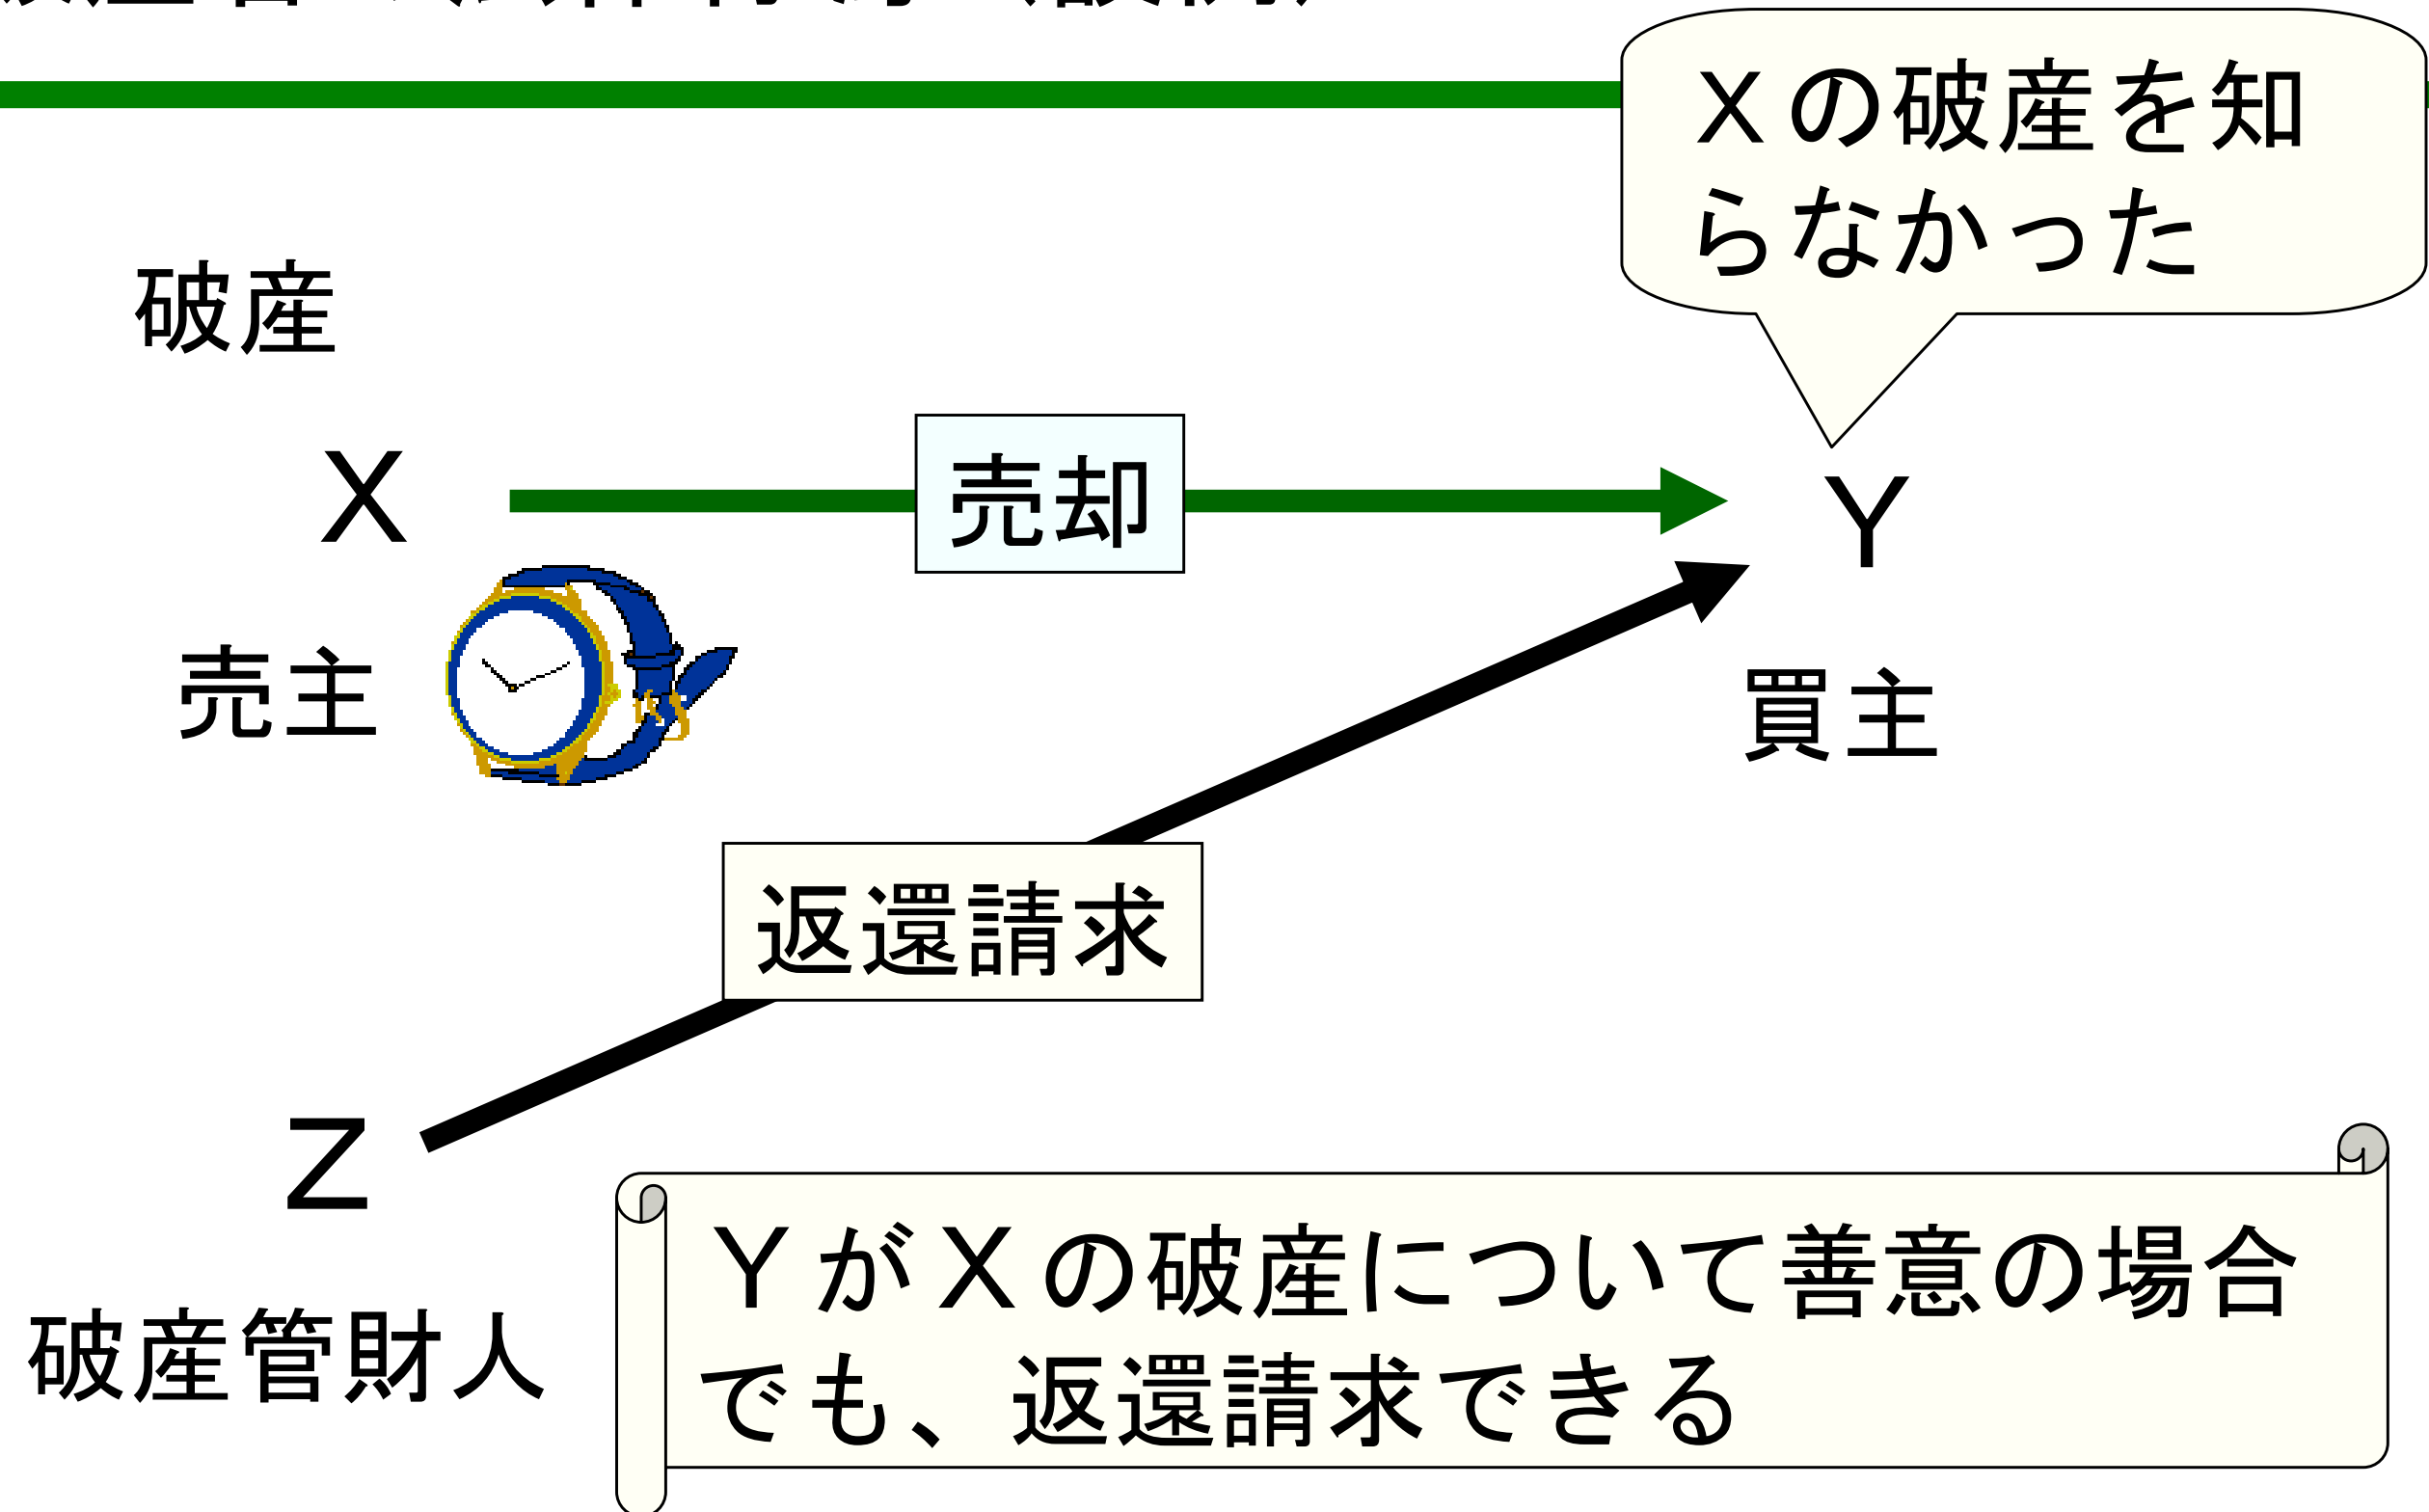 Xの破産を知
らなかった
破産
X
売却
Y
売主
買主
返還請求
Z
破産管財人
YがXの破産について善意の場合
でも、返還請求できる